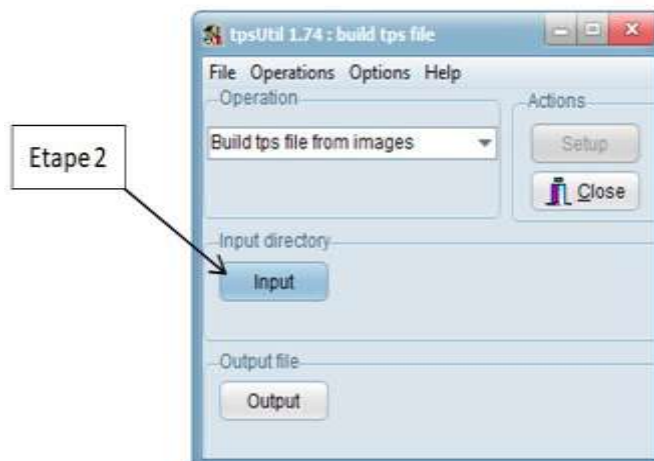 tpsUtil 1.74 : build tps file
File Operations Options Help
Operation
Actions
Build tps file from images
Setup
Close
Etape 2
Input directory
Input
Output file
Output